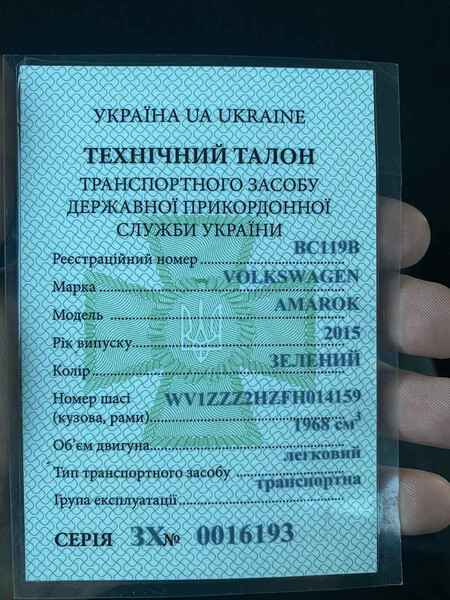 УКРАЇНА UA UKRAINE
ТЕХНІЧНИЙ ТАЛОН
ТРАНСПОРТНОГО ЗАСОБУ
ДЕРЖАВНОЇ ПРИКОРДОННОЇ
СЛУЖБИ УКРАЇНИ
Реєстраційний номер BC119B
Марка VOLKSWAGEN
Модель AMAROK
Рік випуску 2015
Колір ЗЕЛЕНИЙ
Номер шасі WV1ZZZ2HZFH014159
(кузова, рами)
Об'єм двигуна 1968 см³
Тип транспортного засобу легковий
Група експлуатації транспортна
СЕРІЯ ЗХ№ 0016193